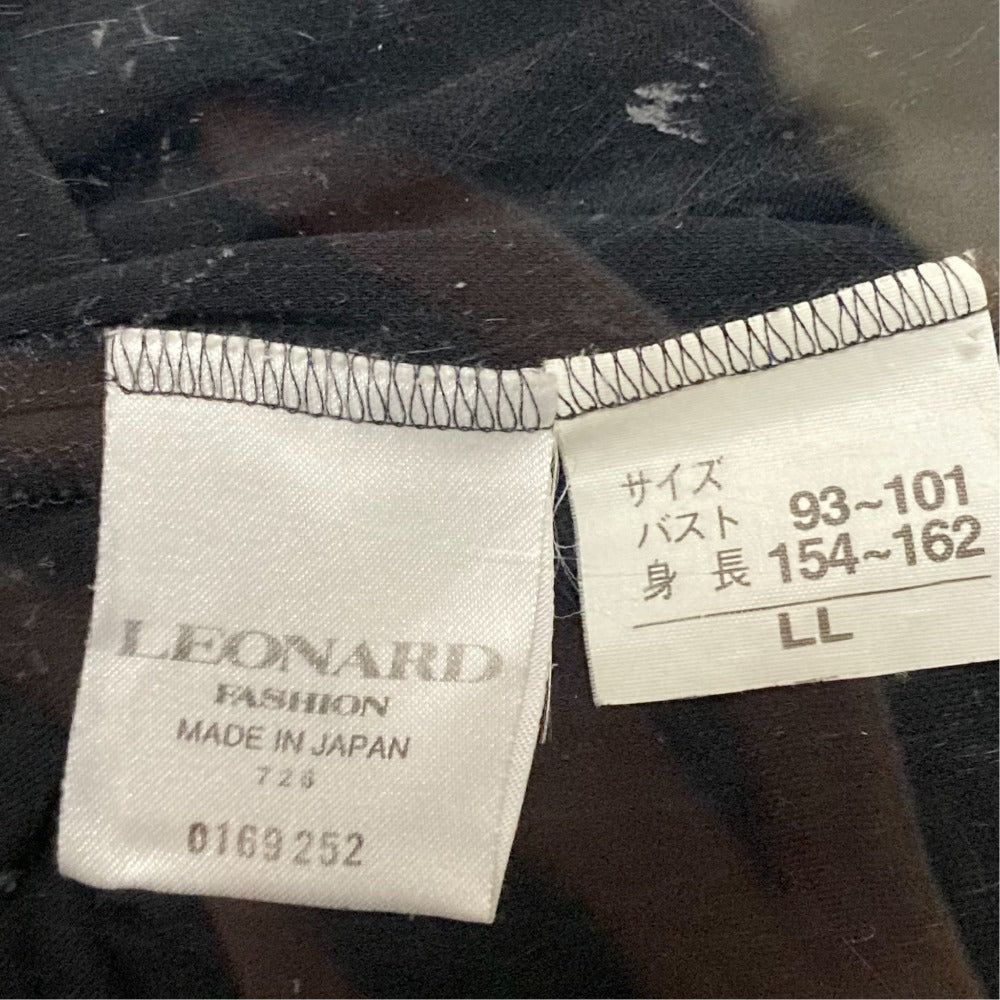 LEONARD
FASHION
MADE IN JAPAN
726
0169252
サイズ
バスト 93~101
身長 154~162
LL